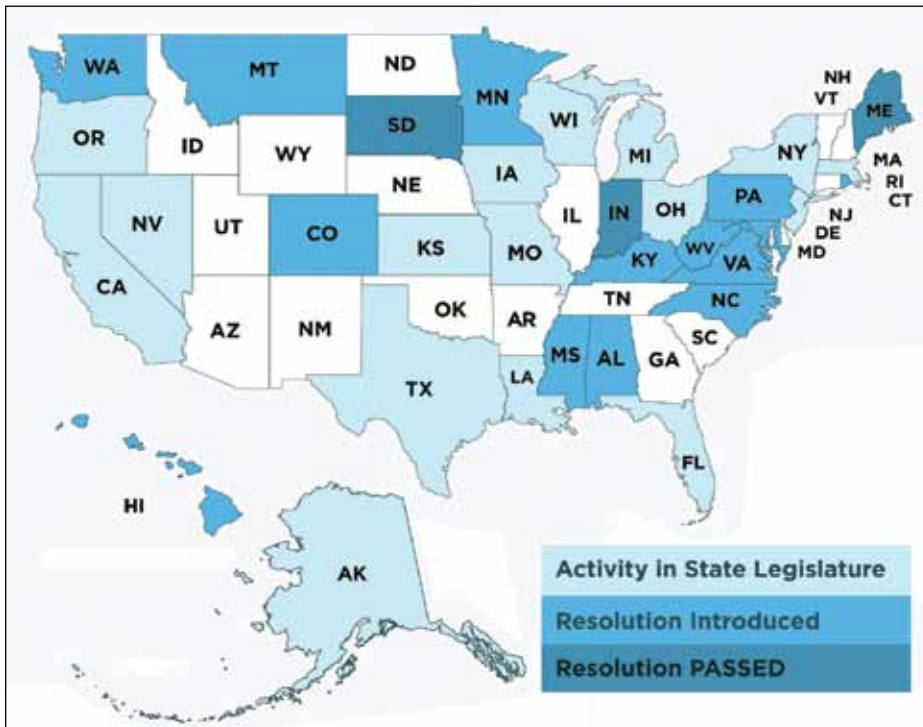 WA
MT
ND
MN
OR
ID
WY
SD
WI
MI
NY
NH
VT
ME
MA
RI
CT
NJ
DE
MD
NV
UT
CO
NE
IA
KS
MO
IL
IN
OH
PA
WV
VA
KY
NC
CA
AZ
NM
OK
AR
TN
SC
MS
AL
GA
TX
LA
FL
HI
AK
Activity in State Legislature
Resolution Introduced
Resolution PASSED